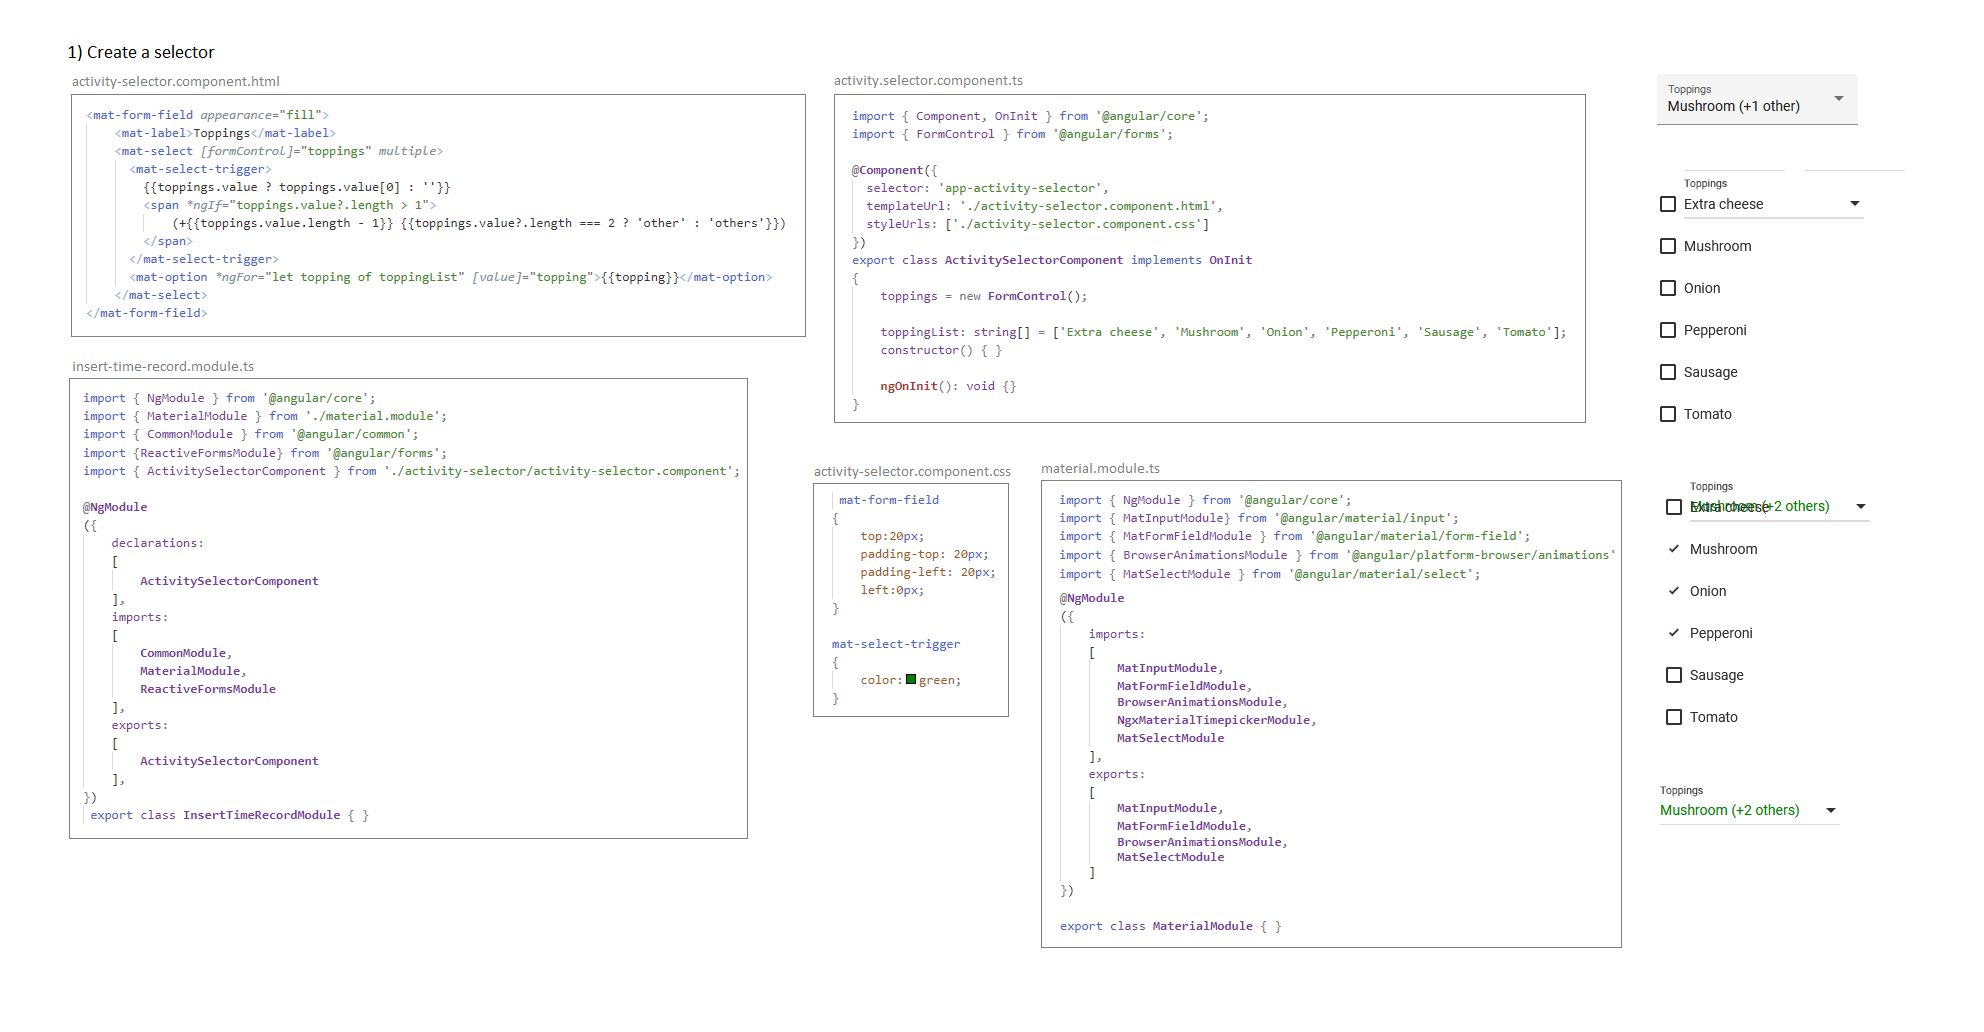 1) Create a selector
activity-selector.component.html
<mat-form-field appearance="fill">
<mat-label>Toppings</mat-label>
<mat-select [formControl]="toppings" multiple>
<mat-select-trigger>
{{toppings.value ? toppings.value[0] : ''}}
<span *ngIf="toppings.value?.length > 1">
(+{{toppings.value.length - 1}} {{toppings.value?.length === 2 ? 'other' : 'others'}})
</span>
</mat-select-trigger>
<mat-option *ngFor="let topping of toppingList" [value]="topping">{{topping}}</mat-option>
</mat-select>
</mat-form-field>
activity.selector.component.ts
import { Component, OnInit } from '@angular/core';
import { FormControl } from '@angular/forms';
@Component({
selector: 'app-activity-selector',
templateUrl: './activity-selector.component.html',
styleUrls: ['./activity-selector.component.css']
})
export class ActivitySelectorComponent implements OnInit
{
toppings = new FormControl();
toppingList: string[] = ['Extra cheese', 'Mushroom', 'Onion', 'Pepperoni', 'Sausage', 'Tomato'];
constructor() { }
ngOnInit(): void {}
}
insert-time-record.module.ts
import { NgModule } from '@angular/core';
import { MaterialModule } from './material.module';
import { CommonModule } from '@angular/common';
import {ReactiveFormsModule} from '@angular/forms';
import { ActivitySelectorComponent } from './activity-selector/activity-selector.component';
@NgModule
({
declarations:
[
ActivitySelectorComponent
],
imports:
[
CommonModule,
MaterialModule,
ReactiveFormsModule
],
exports:
[
ActivitySelectorComponent
],
})
export class InsertTimeRecordModule { }
activity-selector.component.css
mat-form-field
{
top:20px;
padding-top: 20px;
padding-left: 20px;
left:0px;
}
mat-select-trigger
{
color: green;
}
material.module.ts
import { NgModule } from '@angular/core';
import { MatInputModule} from '@angular/material/input';
import { MatFormFieldModule } from '@angular/material/form-field';
import { BrowserAnimationsModule } from '@angular/platform-browser/animations'
import { MatSelectModule } from '@angular/material/select';
@NgModule
({
imports:
[
MatInputModule,
MatFormFieldModule,
BrowserAnimationsModule,
NgxMaterialTimepickerModule,
MatSelectModule
],
exports:
[
MatInputModule,
MatFormFieldModule,
BrowserAnimationsModule,
MatSelectModule
]
})
export class MaterialModule { }
Toppings
Mushroom (+1 other)
Toppings
Extra cheese
Mushroom
Onion
Pepperoni
Sausage
Tomato
Toppings
Extra cheese
Mushroom (+2 others)
Mushroom
Onion
Pepperoni
Sausage
Tomato
Toppings
Mushroom (+2 others)